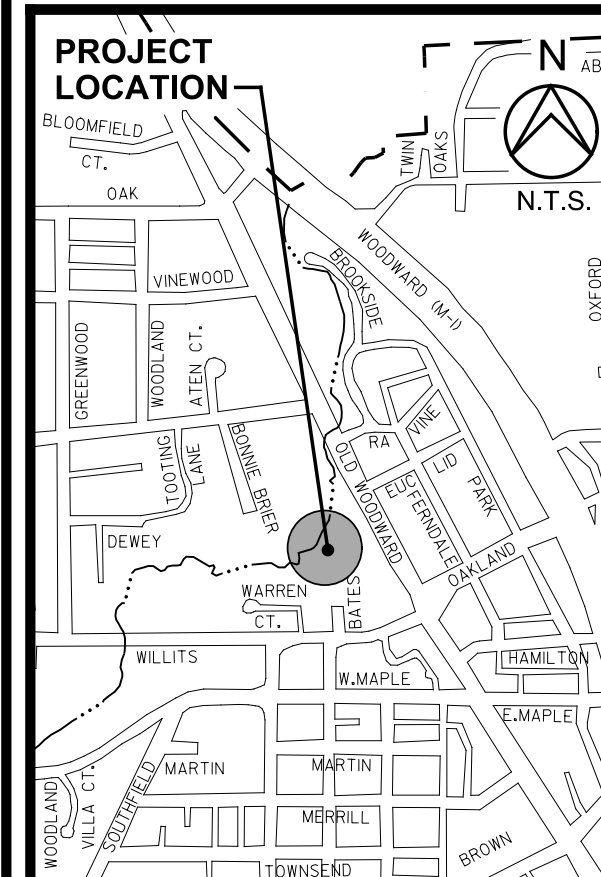 PROJECT
LOCATION
N
AB
BLOOMFIELD
CT.
TWIN
OAKS
N.T.S.
OAK
WOODWARD (M-1)
BROOKSIDE
OXFORD
VINEWOOD
GREENWOOD
WOODLAND
ATEN CT.
TOOTING
LANE
BONNIE BRIER
OLD WOODWARD
RA
VINE
EUC
LID
FERNDALE
PARK
OAKLAND
DEWEY
WARREN
CT.
BATES
WILLITS
HAMILTON
W.MAPLE
E.MAPLE
MARTIN
MARTIN
WOODLAND
VILLA CT.
SOUTHFIELD
MERRILL
BROWN
TOWNSEND